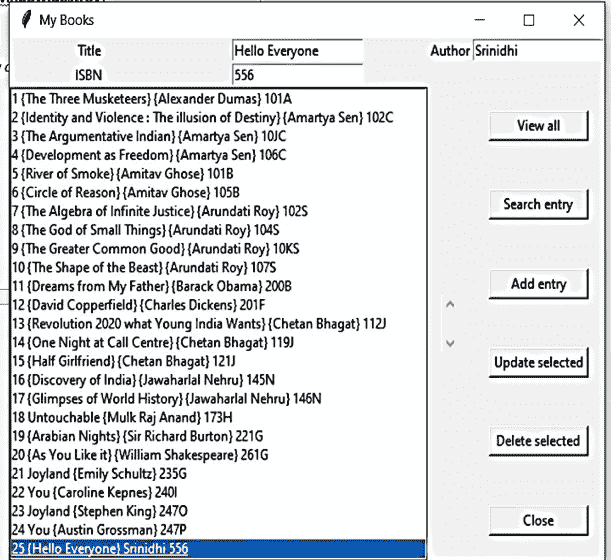 My Books
Title Hello Everyone Author Srinidhi
ISBN 556
1 {The Three Musketeers} {Alexander Dumas} 101A
2 {Identity and Violence : The illusion of Destiny} {Amartya Sen} 102C
3 {The Argumentative Indian} {Amartya Sen} 10JC
4 {Development as Freedom} {Amartya Sen} 106C
5 {River of Smoke} {Amitav Ghose} 101B
6 {Circle of Reason} {Amitav Ghose} 105B
7 {The Algebra of Infinite Justice} {Arundati Roy} 102S
8 {The God of Small Things} {Arundati Roy} 104S
9 {The Greater Common Good} {Arundati Roy} 10KS
10 {The Shape of the Beast} {Arundati Roy} 107S
11 {Dreams from My Father} {Barack Obama} 200B
12 {David Copperfield} {Charles Dickens} 201F
13 {Revolution 2020 what Young India Wants} {Chetan Bhagat} 112J
14 {One Night at Call Centre} {Chetan Bhagat} 119J
15 {Half Girlfriend} {Chetan Bhagat} 121J
16 {Discovery of India} {Jawaharlal Nehru} 145N
17 {Glimpses of World History} {Jawaharlal Nehru} 146N
18 Untouchable {Mulk Raj Anand} 173H
19 {Arabian Nights} {Sir Richard Burton} 221G
20 {As You Like it} {William Shakespeare} 261G
21 Joyland {Emily Schultz} 235G
22 You {Caroline Kepnes} 240I
23 Joyland {Stephen King} 247O
24 You {Austin Grossman} 247P
25 {Hello Everyone} Srinidhi 556
View all
Search entry
Add entry
Update selected
Delete selected
Close